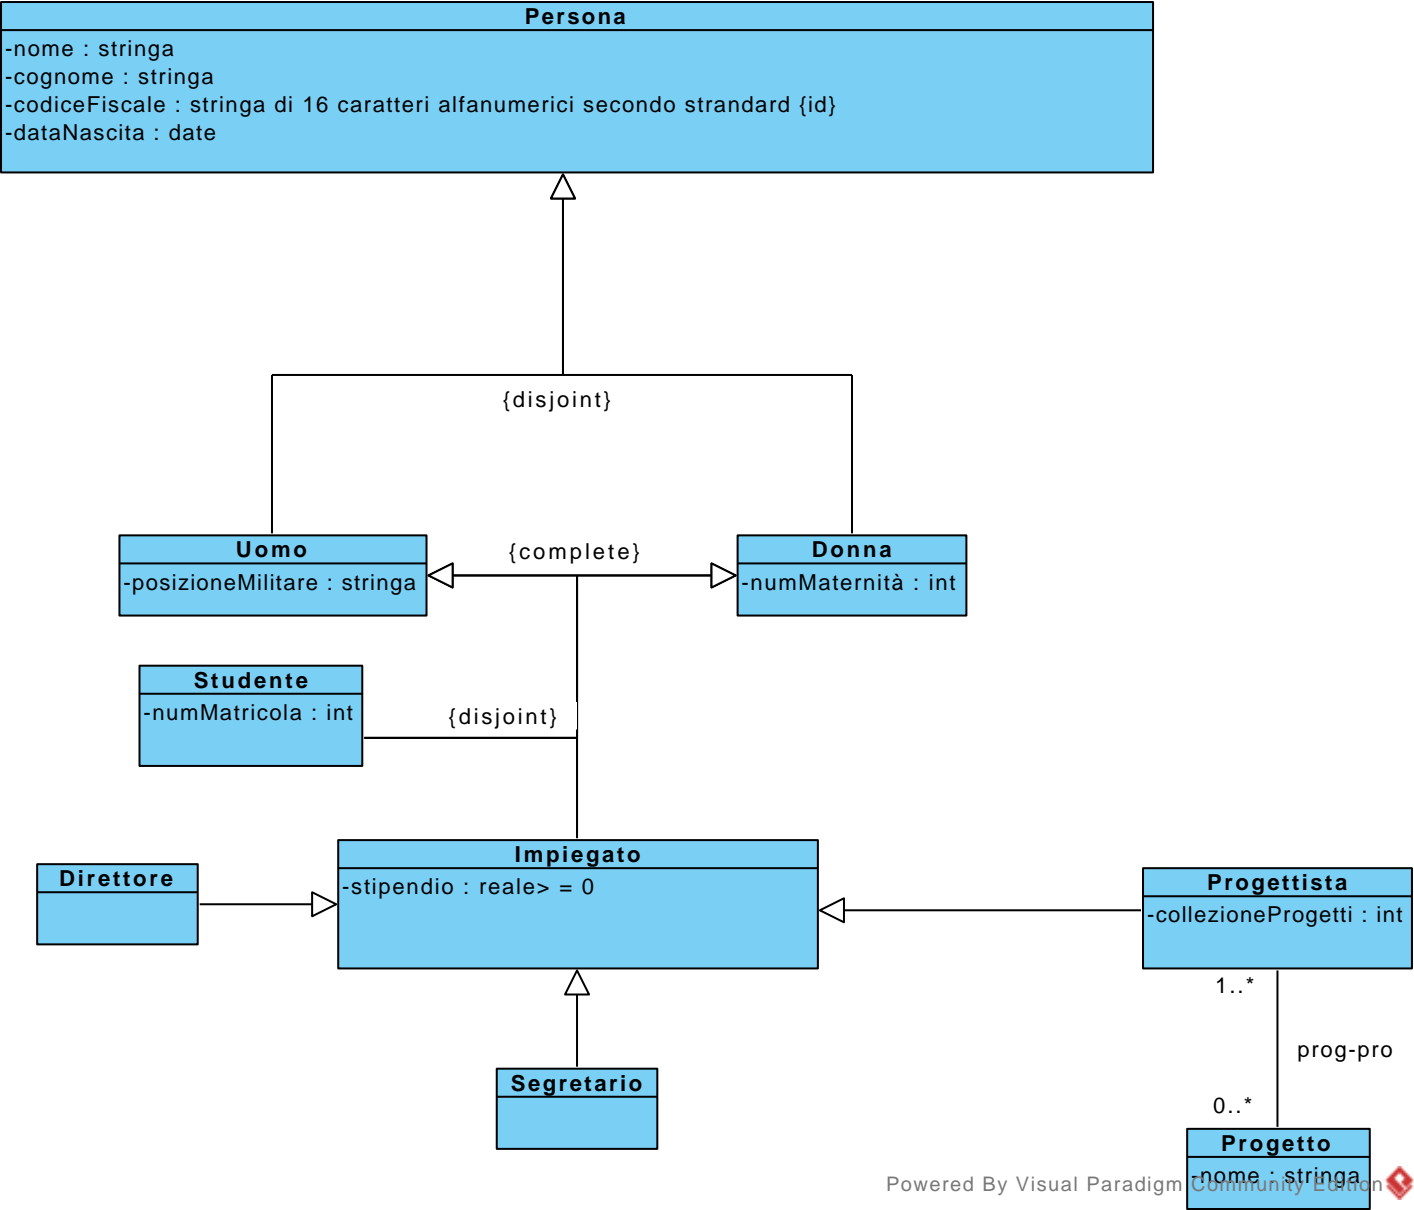 Persona
-nome : stringa
-cognome : stringa
-codiceFiscale : stringa di 16 caratteri alfanumerici secondo strandard {id}
-dataNascita : date
{disjoint}
Uomo
-posizioneMilitare : stringa
{complete}
Donna
-numMaternità : int
Studente
-numMatricola : int
{disjoint}
Impiegato
-stipendio : reale> = 0
Direttore
Progettista
-collezioneProgetti : int
1..*
prog-pro
0..*
Segretario
Progetto
-nome : stringa
Powered By Visual Paradigm Community Edition